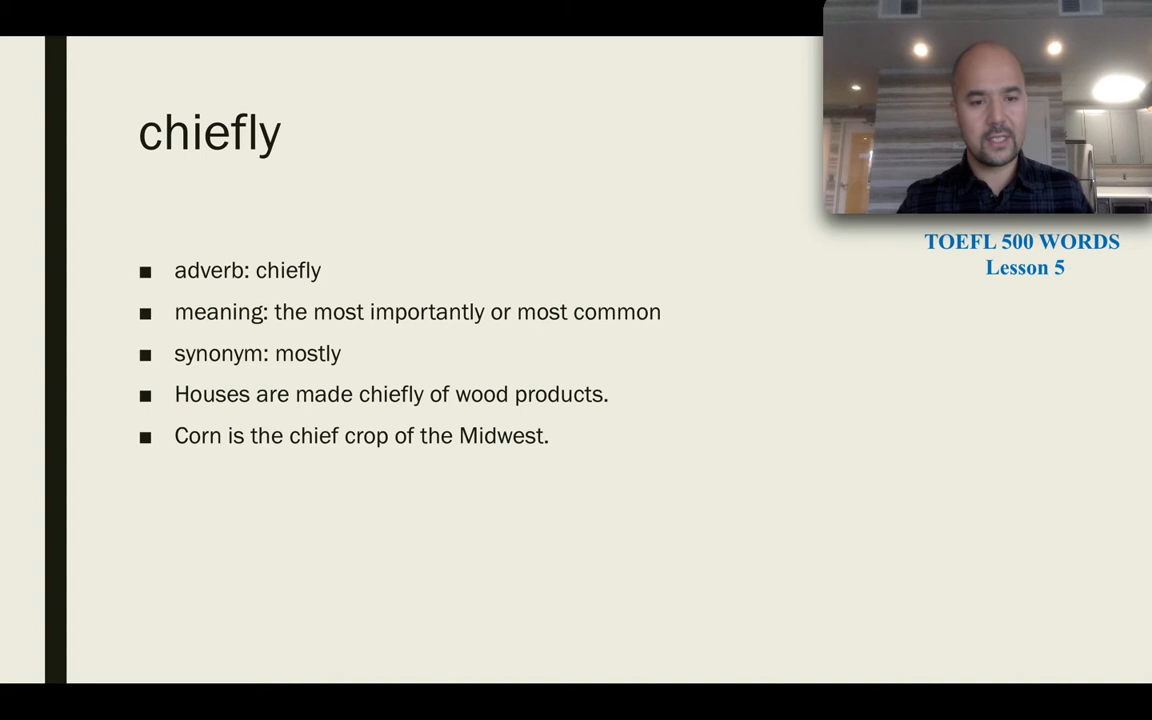 chiefly
TOEFL 500 WORDS
Lesson 5
adverb: chiefly
meaning: the most importantly or most common
synonym: mostly
Houses are made chiefly of wood products.
Corn is the chief crop of the Midwest.